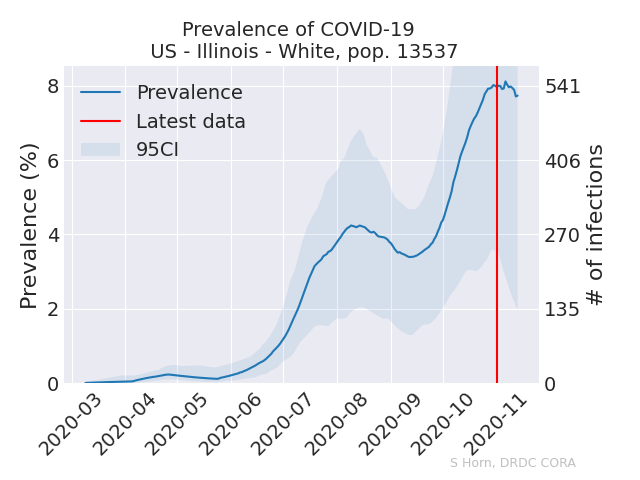 Prevalence of COVID-19
US - Illinois - White, pop. 13537
Prevalence
Latest data
95CI
Prevalence (%)
8
6
4
2
0
541
406
270
135
0
# of infections
2020-03
2020-04
2020-05
2020-06
2020-07
2020-08
2020-09
2020-10
2020-11
S Horn, DRDC CORA